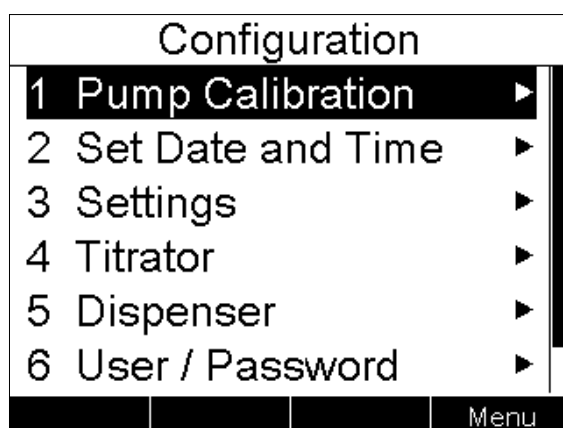 Configuration
1 Pump Calibration
2 Set Date and Time
3 Settings
4 Titrator
5 Dispenser
6 User / Password
Menu